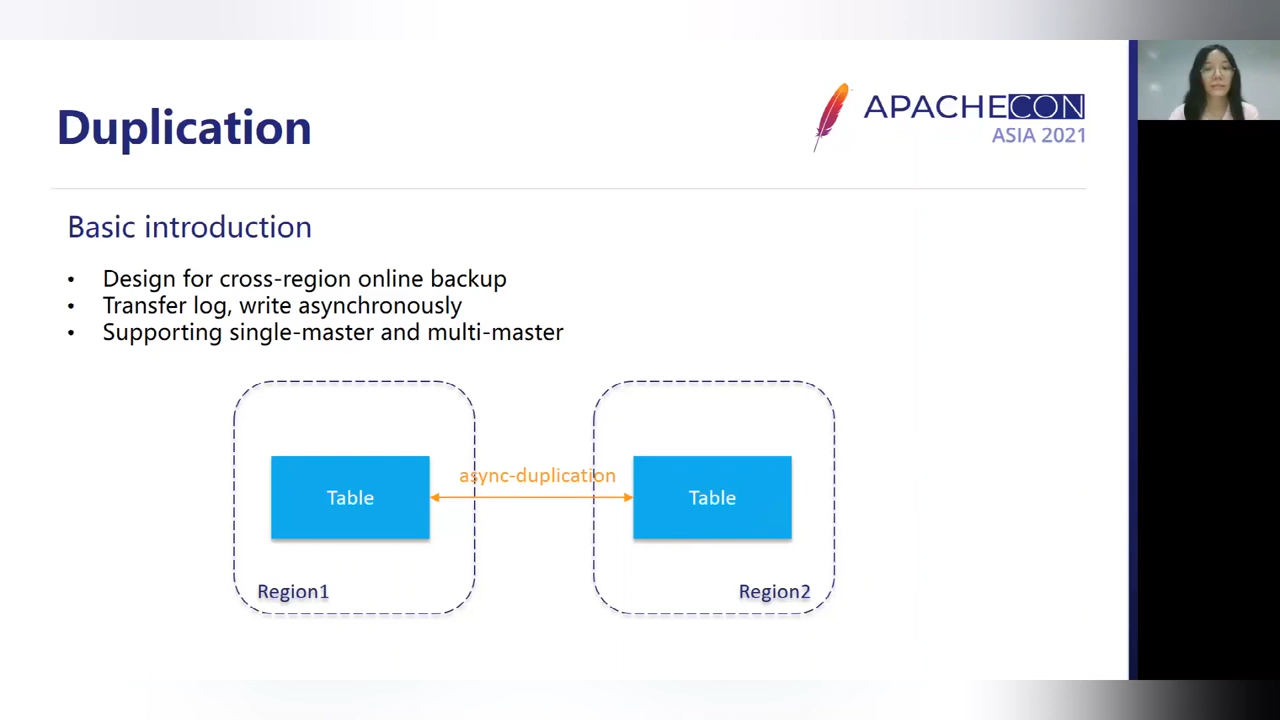 APACHECON
ASIA 2021
Duplication
Basic introduction
• Design for cross-region online backup
• Transfer log, write asynchronously
• Supporting single-master and multi-master
async-duplication
Table
Table
Region1
Region2